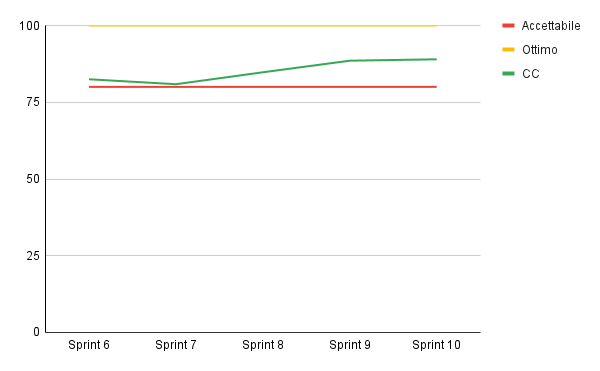 100
75
50
25
0
Sprint 6
Sprint 7
Sprint 8
Sprint 9
Sprint 10
Accettabile
Ottimo
CC